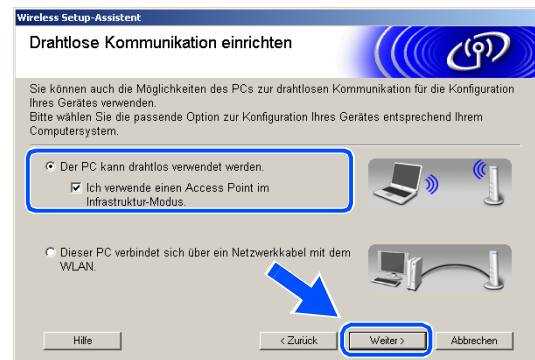 Wireless Setup-Assistent
Drahtlose Kommunikation einrichten
Sie können auch die Möglichkeiten des PCs zur drahtlosen Kommunikation für die Konfiguration
Ihres Gerätes verwenden.
Bitte wählen Sie die passende Option zur Konfiguration Ihres Gerätes entsprechend Ihrem
Computersystem.
Der PC kann drahtlos verwendet werden.
Ich verwende einen Access Point im
Infrastruktur-Modus.
Dieser PC verbindet sich über ein Netzwerkkabel mit dem
WLAN.
Hilfe
< Zurück
Weiter >
Abbrechen